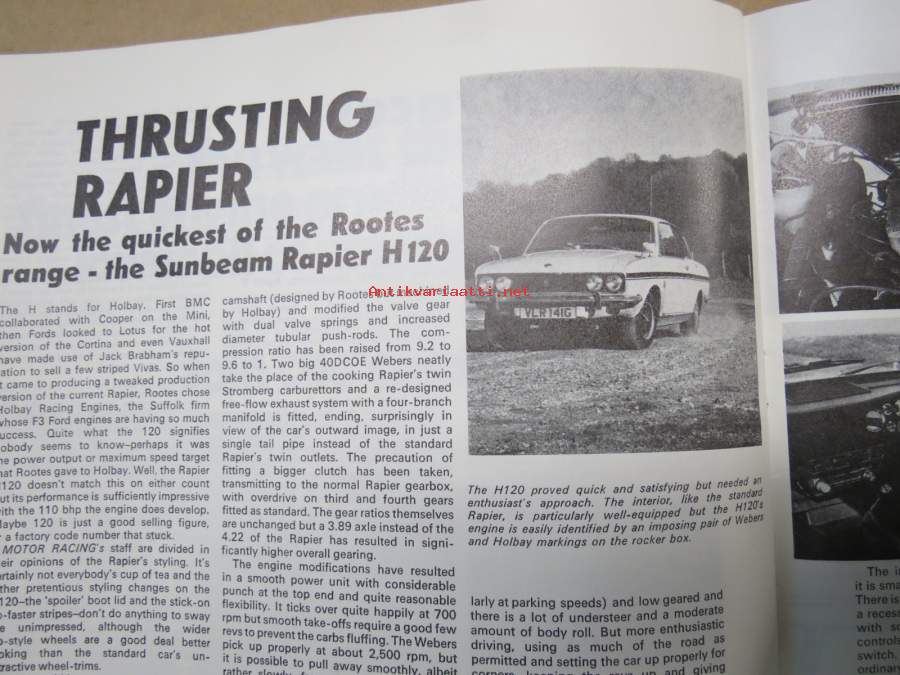 THRUSTING
RAPIER
Now the quickest of the Rootes
range - the Sunbeam Rapier H120
The H stands for Holbay. First BMC
collaborated with Cooper on the Mini,
then Fords looked to Lotus for the hot
version of the Cortina and even Vauxhall
have made use of Jack Brabham's repu-
tation to sell a few striped Vivas. So when
it came to producing a tweaked production
version of the current Rapier, Rootes chose
Holbay Racing Engines, the Suffolk firm
whose F3 Ford engines are having so much
success. Quite what the 120 signifies
nobody seems to know—perhaps it was
the power output or maximum speed target
that Rootes gave to Holbay. Well, the Rapier
H120 doesn't match this on either count
but its performance is sufficiently impressive
with the 110 bhp the engine does develop.
Maybe 120 is just a good selling figure,
or a factory code number that stuck.
MOTOR RACING's staff are divided in
their opinions of the Rapier's styling. It's
certainly not everybody's cup of tea and the
other pretentious styling changes on the
H120—the 'spoiler' boot lid and the stick-on
go-faster stripes—don't do anything to sway
the unimpressed, although the wider
-style wheels are a good deal better
looking than the standard car's un-
attractive wheel-trims.
camshaft (designed by Rootes but
by Holbay) and modified the valve gear
with dual valve springs and increased
diameter tubular push-rods. The com-
pression ratio has been raised from 9.2 to
9.6 to 1. Two big 40DCOE Webers neatly
take the place of the cooking Rapier's twin
Stromberg carburettors and a re-designed
free-flow exhaust system with a four-branch
manifold is fitted, ending, surprisingly in
view of the car's outward image, in just a
single tail pipe instead of the standard
Rapier's twin outlets. The precaution of
fitting a bigger clutch has been taken,
transmitting to the normal Rapier gearbox,
with overdrive on third and fourth gears
fitted as standard. The gear ratios themselves
are unchanged but a 3.89 axle instead of the
4.22 of the Rapier has resulted in signi-
ficantly higher overall gearing.
The engine modifications have resulted
in a smooth power unit with considerable
punch at the top end and quite reasonable
flexibility. It ticks over quite happily at 700
rpm but smooth take-offs require a good few
revs to prevent the carbs fluffing. The Webers
pick up properly at about 2,500 rpm, but
it is possible to pull away smoothly, albeit
rather slowly,
Antikvariaatti.net
VLR 141G
The H120 proved quick and satisfying but needed an
enthusiast's approach. The interior, like the standard
Rapier, is particularly well-equipped but the H120's
engine is easily identified by an imposing pair of Webers
and Holbay markings on the rocker box.
larly at parking speeds) and low geared and
there is a lot of understeer and a moderate
amount of body roll. But more enthusiastic
driving, using as much of the road as
permitted and setting the car up properly for
corners, keeping the revs up and giving
The
it is sma
There is
a recess
with so
controls
switch.
ordinary